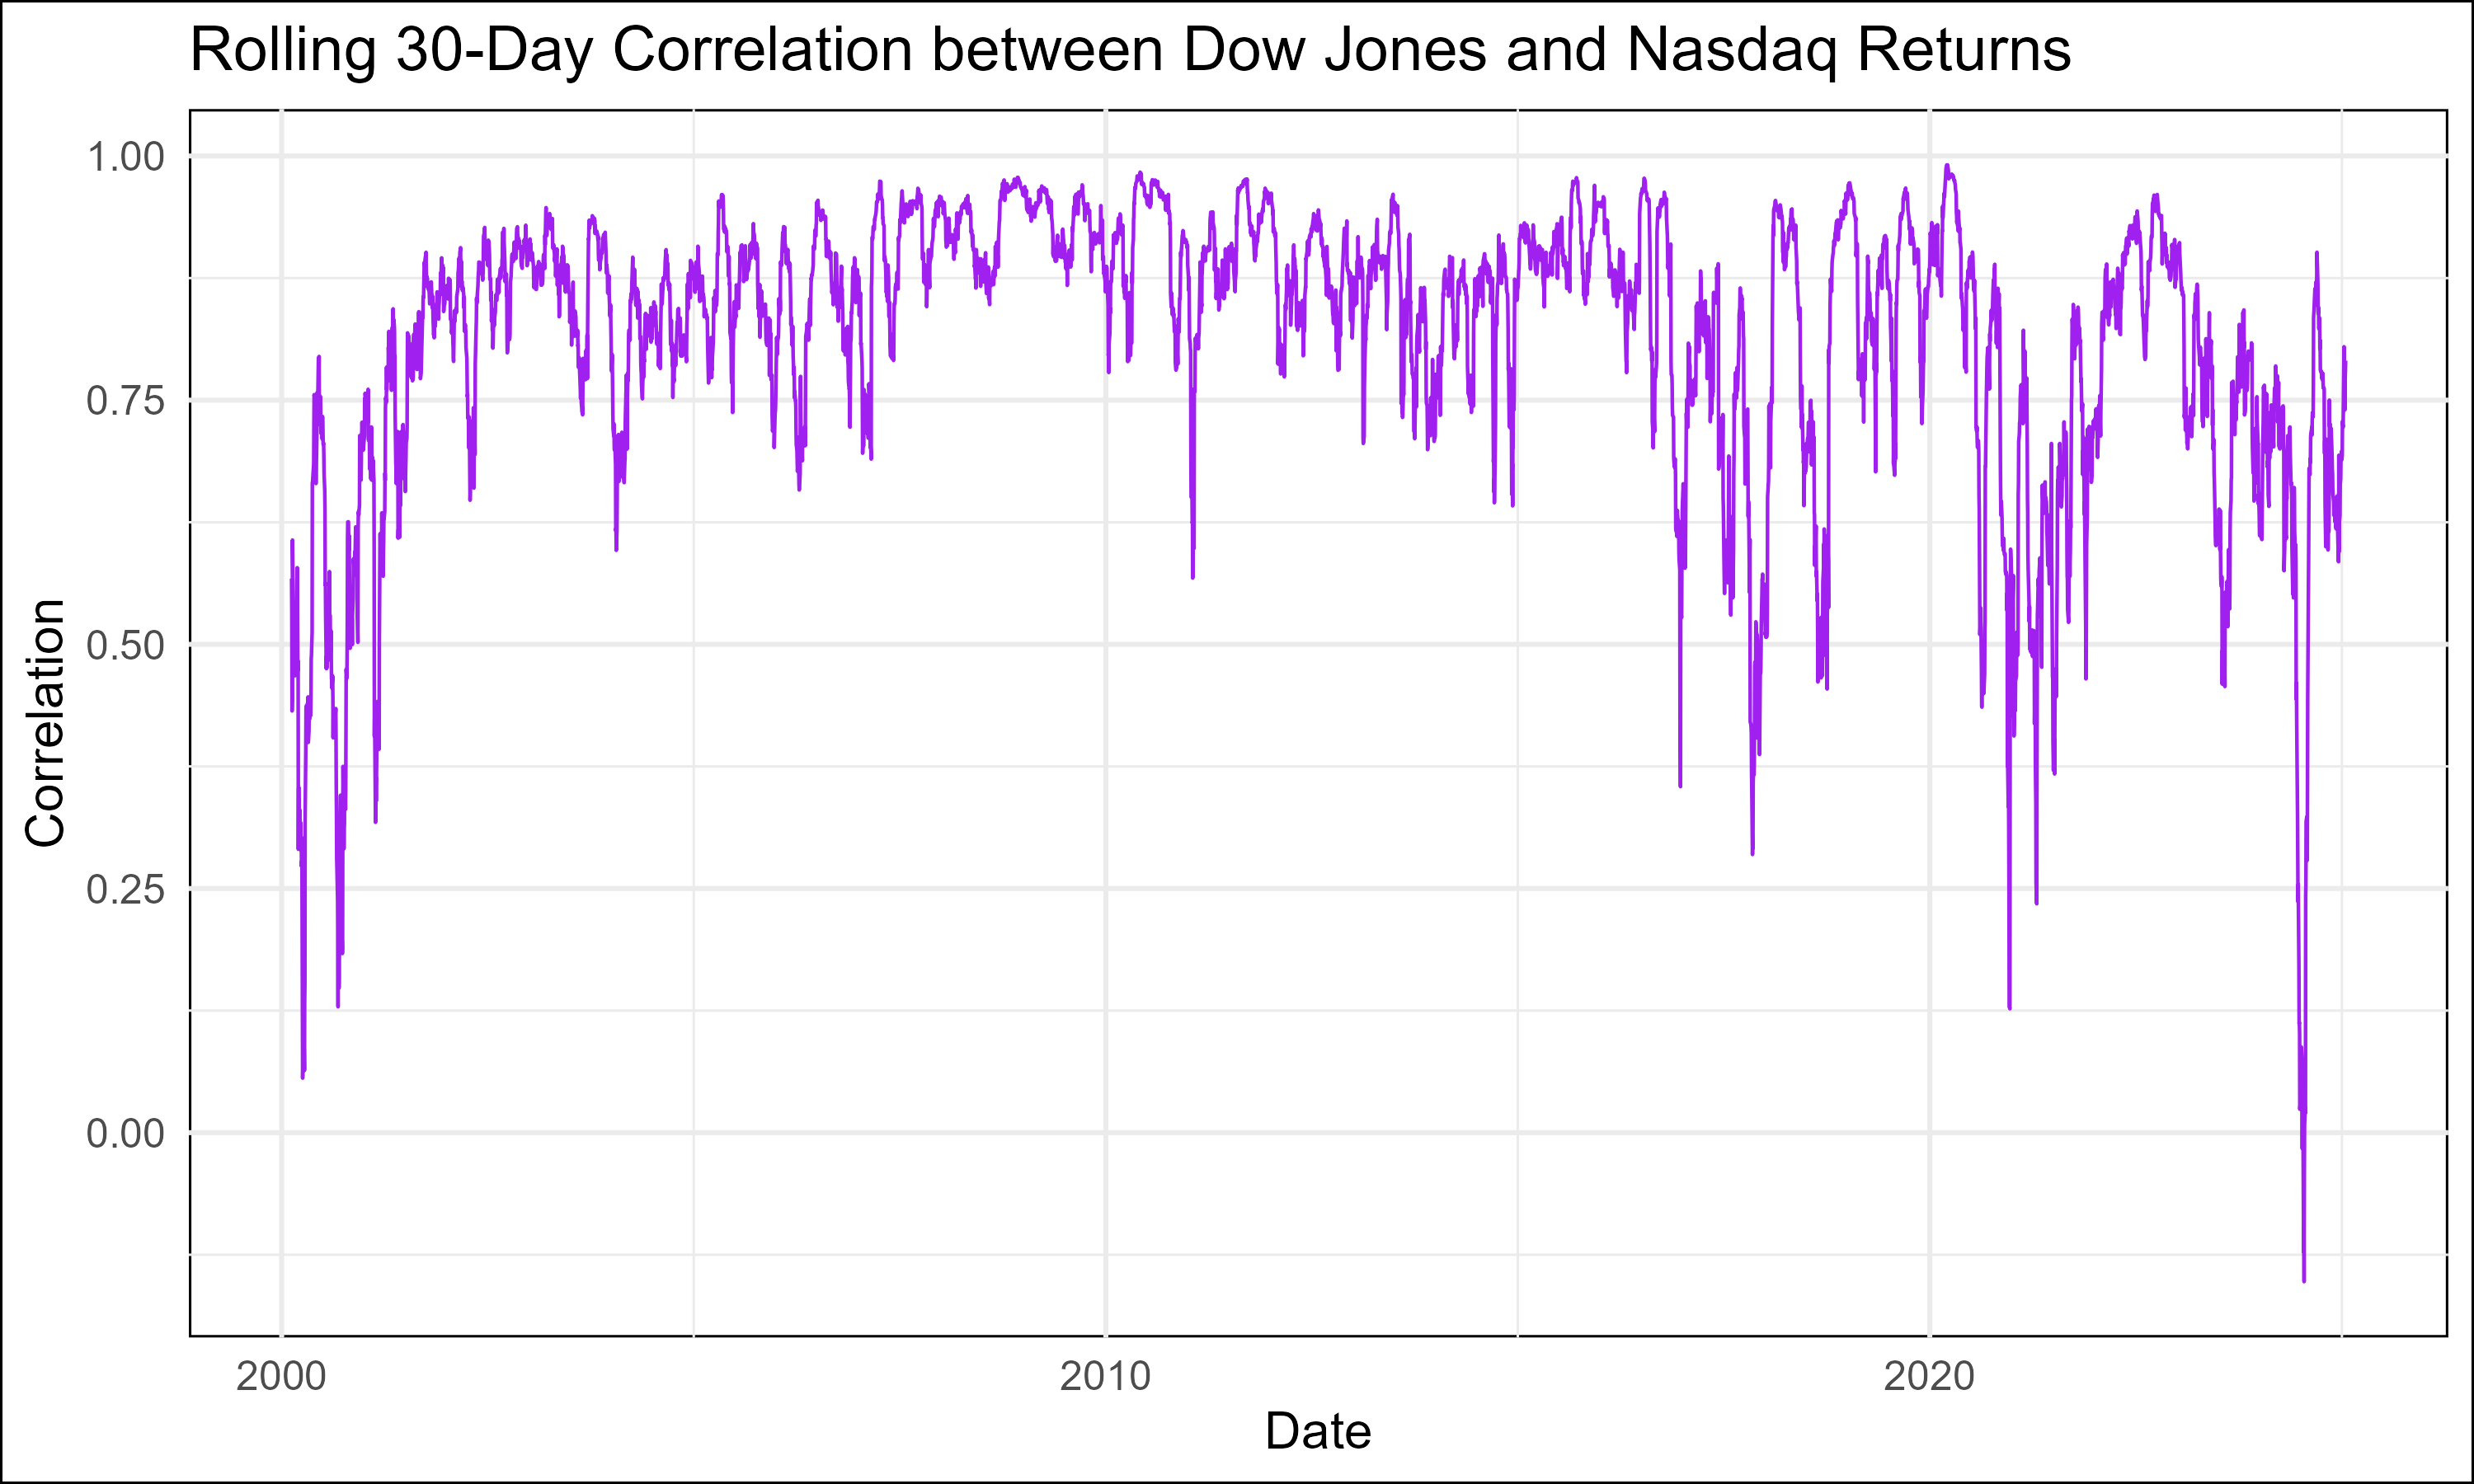 Rolling 30-Day Correlation between Dow Jones and Nasdaq Returns
1.00
0.75
0.50
0.25
0.00
Correlation
2000 2010 2020
Date